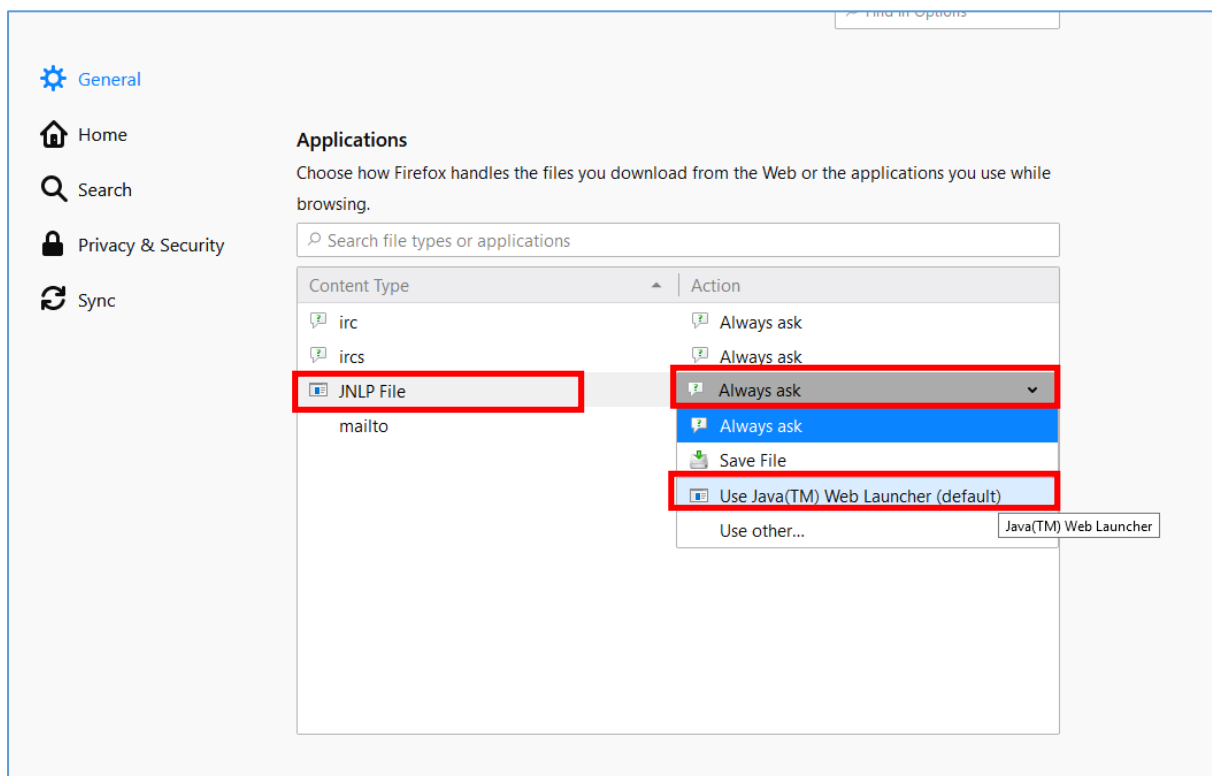 Find in Options
General
Home
Search
Privacy & Security
Sync
Applications
Choose how Firefox handles the files you download from the Web or the applications you use while
browsing.
Search file types or applications
Content Type Action
irc Always ask
ircs Always ask
JNLP File Always ask
mailto Always ask
Save File
Use Java(TM) Web Launcher (default)
Java(TM) Web Launcher
Use other...